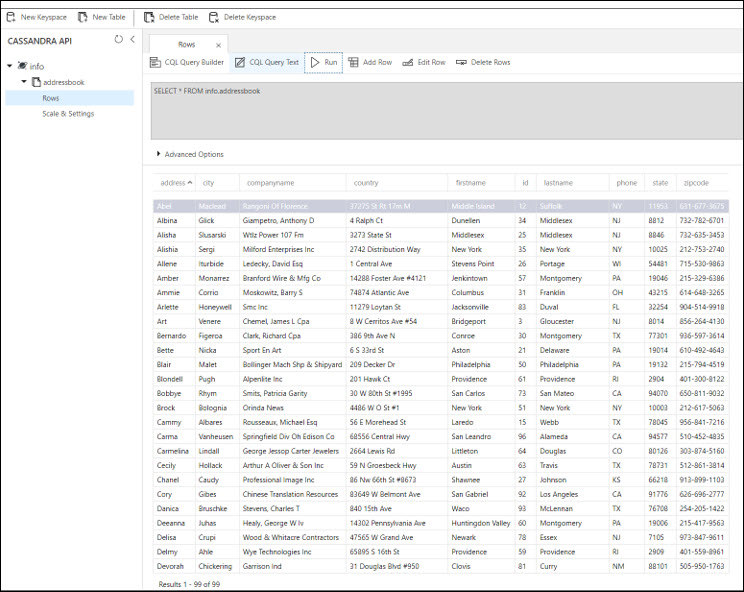 New Keyspace New Table Delete Table Delete Keyspace
CASSANDRA API
info
addressbook
Rows
Scale & Settings
Rows
CQL Query Builder CQL Query Text Run Add Row Edit Row Delete Rows
SELECT * FROM info.addressbook
Advanced Options
address city companyname country firstname id lastname phone state zipcode
Abel Maclead Rangoni Of Florence 37275 St Rt 17m M Middle Island 12 Suffolk NY 11953 631-677-3675
Albina Glick Giampetro, Anthony D 4 Ralph Ct Dunellen 34 Middlesex NJ 8812 732-782-6701
Alisha Slusarski Wtlz Power 107 Fm 3273 State St Middlesex 25 Middlesex NJ 8846 732-635-3453
Alishia Sergi Milford Enterprises Inc 2742 Distribution Way New York 35 New York NY 10025 212-753-2740
Allene Iturbide Ledecky, David Esq 1 Central Ave Stevens Point 26 Portage WI 54481 715-530-9863
Amber Monarrez Branford Wire & Mfg Co 14288 Foster Ave #4121 Jenkintown 57 Montgomery PA 19046 215-329-6386
Ammie Corrio Moskowitz, Barry S 74874 Atlantic Ave Columbus 31 Franklin OH 43215 614-648-3265
Arlette Honeywell Smc Inc 11279 Loytan St Jacksonville 83 Duval FL 32254 904-514-9918
Art Venere Chemel, James L Cpa 8 W Cerritos Ave #54 Bridgeport 3 Gloucester NJ 8014 856-264-4130
Bernardo Figeroa Clark, Richard Cpa 386 9th Ave N Conroe 30 Montgomery TX 77301 936-597-3614
Bette Nicka Sport En Art 6 S 33rd St Aston 21 Delaware PA 19014 610-492-4643
Blair Malet Bollinger Mach Shp & Shipyard 209 Decker Dr Philadelphia 50 Philadelphia PA 19132 215-794-4519
Blondell Pugh Alpenlite Inc 201 Hawk Ct Providence 61 Providence RI 2904 401-300-8122
Bobbye Rhym Smits, Patricia Garity 30 W 80th St #1995 San Carlos 73 San Mateo CA 94070 650-811-9032
Brock Bolognia Orinda News 4486 W O St #1 New York 51 New York NY 10003 212-617-5063
Cammy Albares Rousseaux, Michael Esq 56 E Morehead St Laredo 15 Webb TX 78045 956-841-7216
Carma Vanheusen Springfield Div Oh Edison Co 68556 Central Hwy San Leandro 96 Alameda CA 94577 510-452-4835
Carmelina Lindall George Jessop Carter Jewelers 2664 Lewis Rd Littleton 64 Douglas CO 80126 303-874-5160
Cecily Hollack Arthur A Oliver & Son Inc 59 N Groesbeck Hwy Austin 63 Travis TX 78731 512-861-3814
Chanel Caudy Professional Image Inc 86 Nw 66th St #8673 Shawnee 27 Johnson KS 66218 913-899-1103
Cory Gibes Chinese Translation Resources 83649 W Belmont Ave San Gabriel 92 Los Angeles CA 91776 626-696-2777
Danica Bruschke Stevens, Charles T 840 15th Ave Waco 93 McLennan TX 76708 254-205-1422
Deeanna Juhas Healy, George W Iv 14302 Pennsylvania Ave Huntingdon Valley 60 Montgomery PA 19006 215-417-9563
Delisa Crupi Wood & Whitacre Contractors 47565 W Grand Ave Newark 78 Essex NJ 7105 973-847-9611
Delmy Ahle Wye Technologies Inc 65895 S 16th St Providence 59 Providence RI 2909 401-559-8961
Devorah Chickering Garrison Ind 31 Douglas Blvd #950 Clovis 81 Curry NM 88101 505-950-1763
Results 1 - 99 of 99